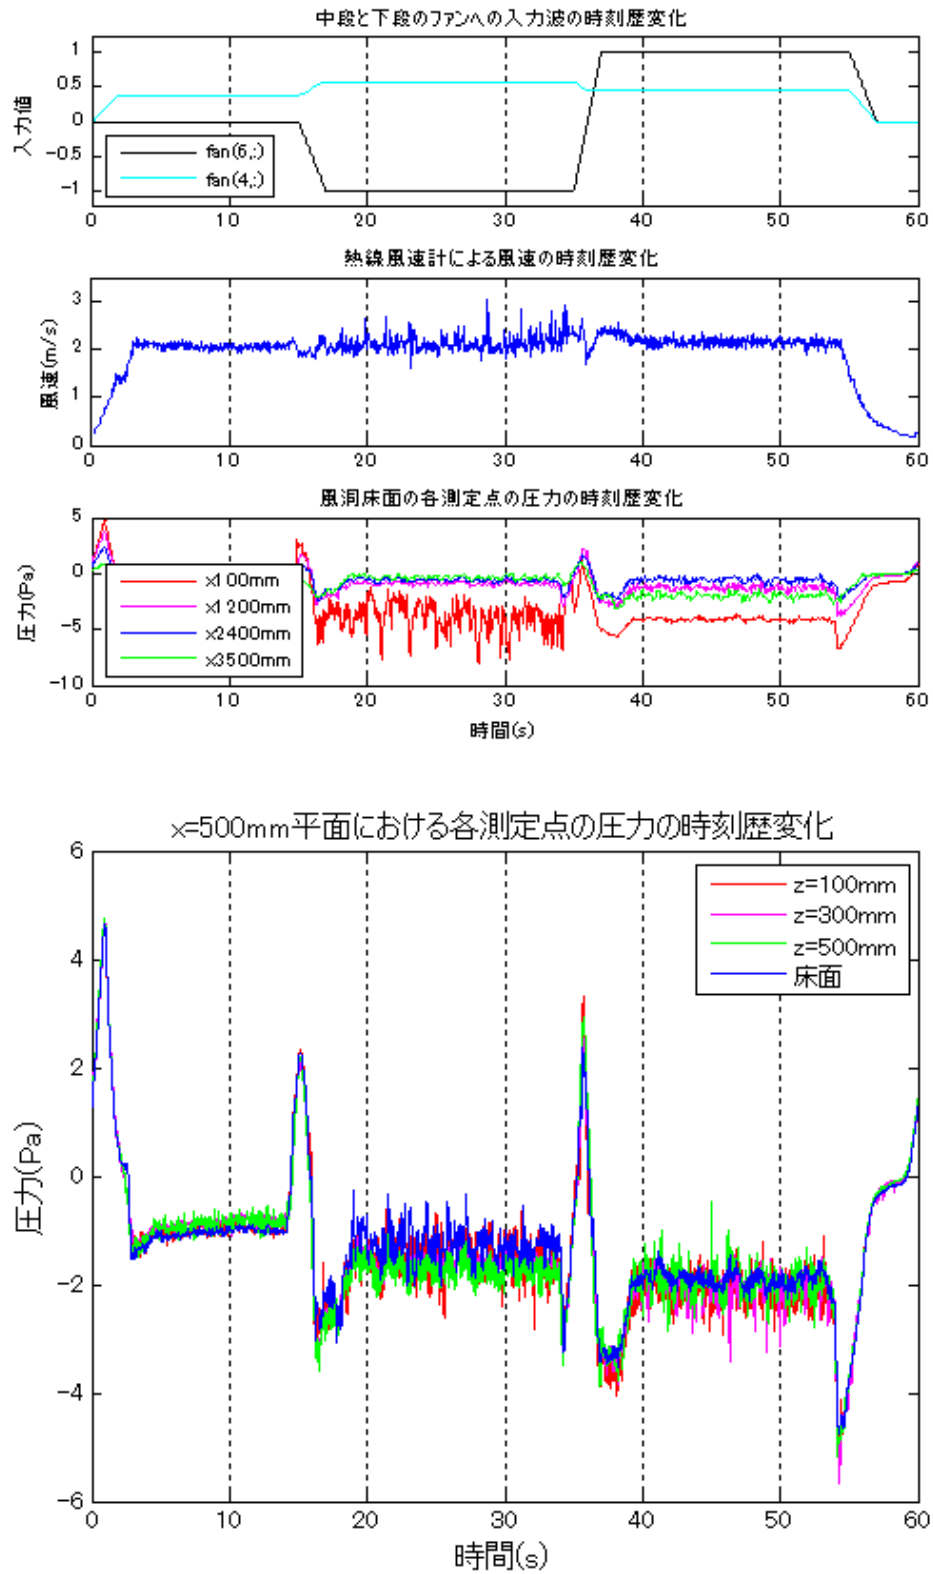 中段と下段のファンへの入力波の時刻歴変化
入力値
1
0.5
0
-0.5
-1
fan(6,:)
fan(4,:)
0 10 20 30 40 50 60
熱線風速計による風速の時刻歴変化
風速(m/s)
3
2
1
0
0 10 20 30 40 50 60
風洞床面の各測定点の圧力の時刻歴変化
圧力(Pa)
5
0
-5
-10
x100mm
x1200mm
x2400mm
x3500mm
0 10 20 30 40 50 60
時間(s)
x=500mm平面における各測定点の圧力の時刻歴変化
圧力(Pa)
6
4
2
0
-2
-4
-6
z=100mm
z=300mm
z=500mm
床面
0 10 20 30 40 50 60
時間(s)